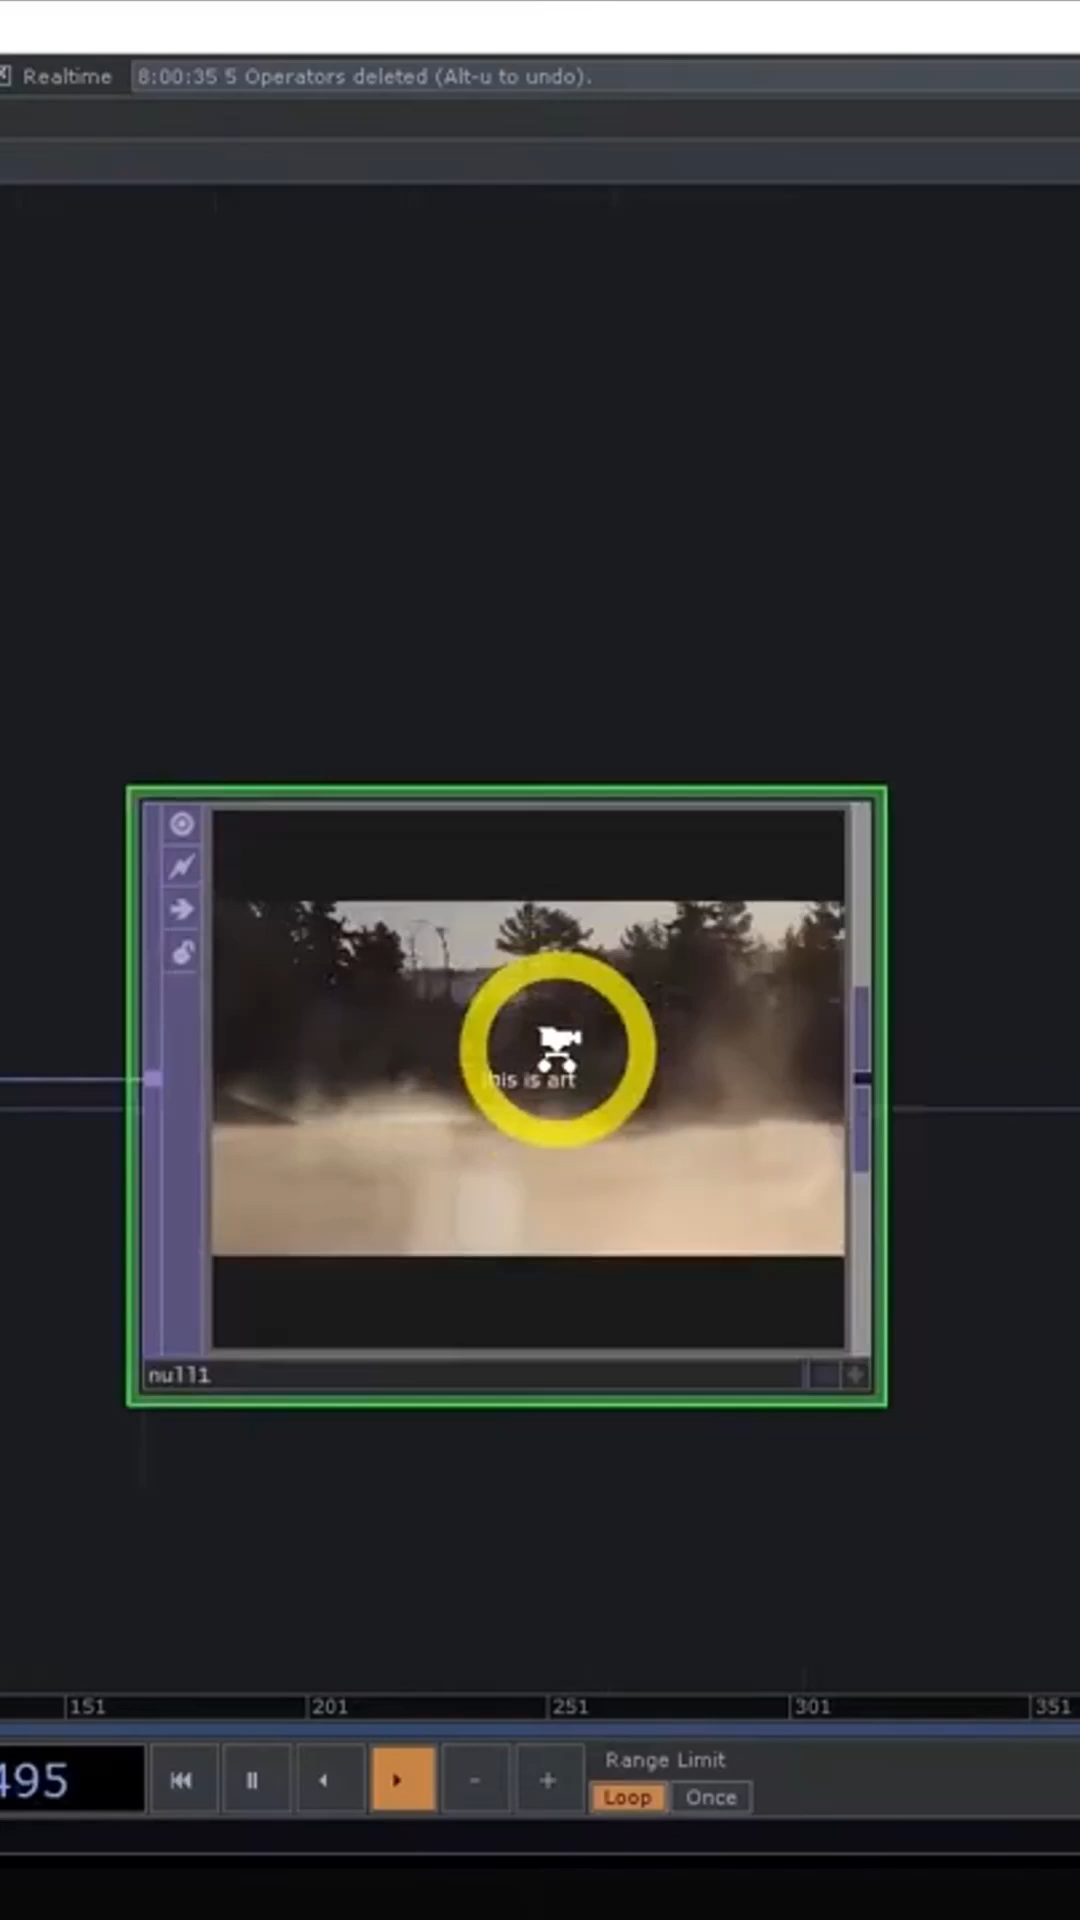 Realtime
8:00:35 5 Operators deleted (Alt-u to undo).
this is art
null1
151 201 251 301 351
495
Range Limit
Loop Once